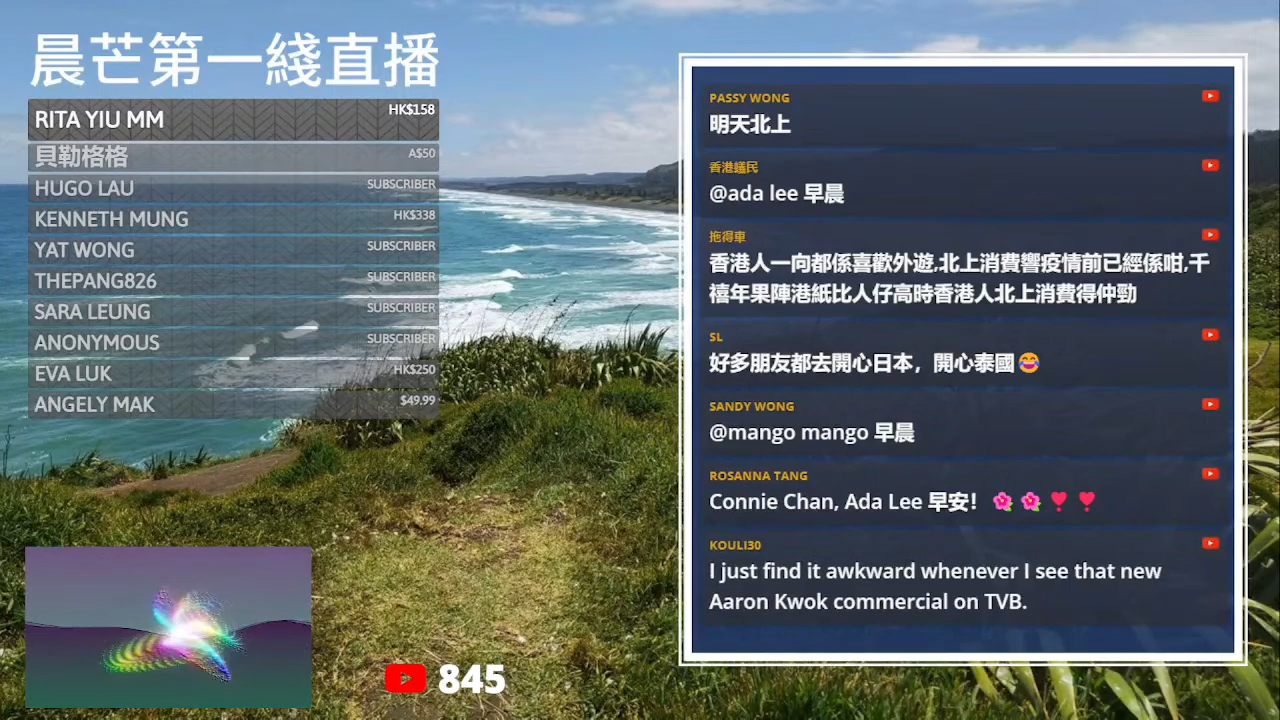 晨芒第一綫直播
RITA YIU MM HK$158
貝勒格格 A$50
HUGO LAU SUBSCRIBER
KENNETH MUNG HK$338
YAT WONG SUBSCRIBER
THEPANG826 SUBSCRIBER
SARA LEUNG SUBSCRIBER
ANONYMOUS SUBSCRIBER
EVA LUK HK$250
ANGELY MAK $49.99
845
PASSY WONG
明天北上
香港蟻民
@ada lee 早晨
拖得車
香港人一向都係喜歡外遊,北上消費響疫情前已經係咁,千
禧年果陣港紙比人仔高時香港人北上消費得仲勁
SL
好多朋友都去開心日本，開心泰國😂
SANDY WONG
@mango mango 早晨
ROSANNA TANG
Connie Chan, Ada Lee 早安！🌺🌺❣❣
KOULI30
I just find it awkward whenever I see that new
Aaron Kwok commercial on TVB.